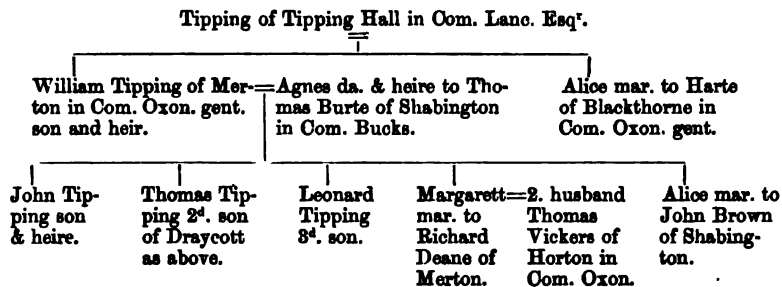 Tipping of Tipping Hall in Com. Lanc. Esqʳ.
William Tipping of Mer-
ton in Com. Oxon. gent.
son and heir.
Agnes da. & heire to Tho-
mas Burte of Shabington
in Com. Bucks.
Alice mar. to Harte
of Blackthorne in
Com. Oxon. gent.
John Tip-
ping son
& heire.
Thomas Tip-
ping 2ᵈ. son
of Draycott
as above.
Leonard
Tipping
3ᵈ. son.
Margarett
mar. to
Richard
Deane of
Merton.
2. husband
Thomas
Vickers of
Horton in
Com. Oxon.
Alice mar. to
John Brown
of Shabing-
ton.